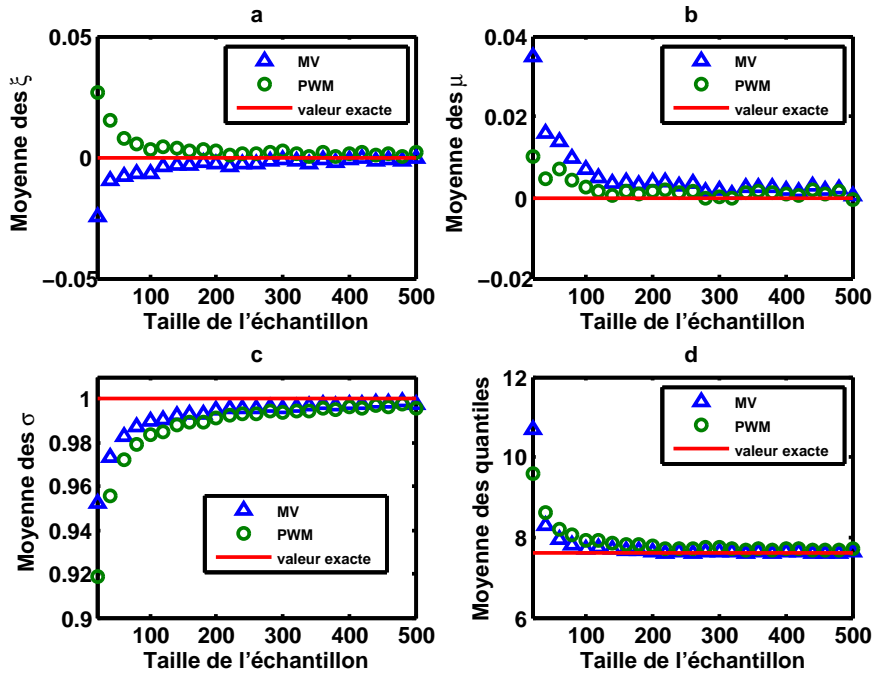 a
Moyenne des ξ
0.05
0
−0.05
MV
PWM
valeur exacte
100 200 300 400 500
Taille de l’échantillon
b
Moyenne des μ
0.04
0.02
0
−0.02
MV
PWM
valeur exacte
100 200 300 400 500
Taille de l’échantillon
c
Moyenne des σ
1
0.98
0.96
0.94
0.92
0.9
MV
PWM
valeur exacte
100 200 300 400 500
Taille de l’échantillon
d
Moyenne des quantiles
12
10
8
6
MV
PWM
valeur exacte
100 200 300 400 500
Taille de l’échantillon